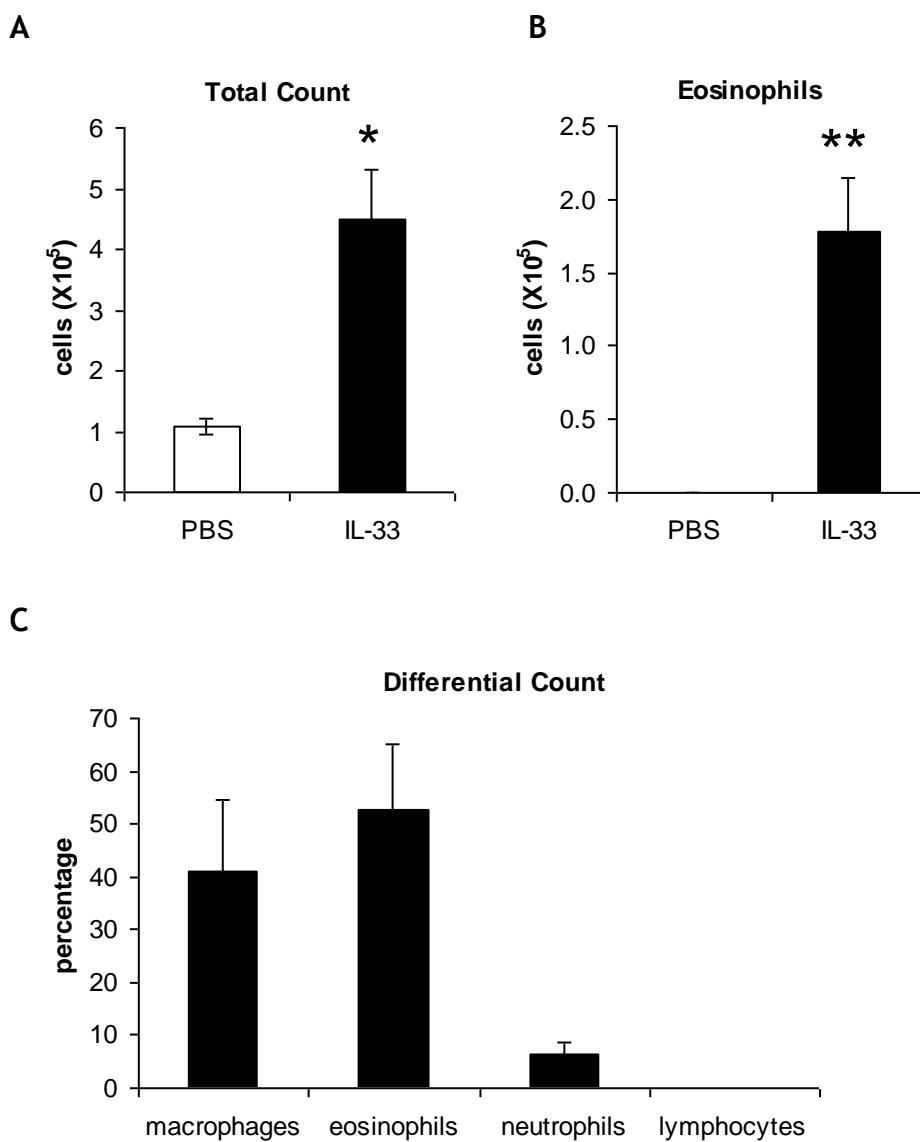 A
B
Total Count
Eosinophils
6
5
4
3
2
1
0
cells (X10⁵)
*
PBS
IL-33
2.5
2.0
1.5
1.0
0.5
0.0
cells (X10⁵)
**
PBS
IL-33
C
Differential Count
70
60
50
40
30
20
10
0
percentage
macrophages
eosinophils
neutrophils
lymphocytes